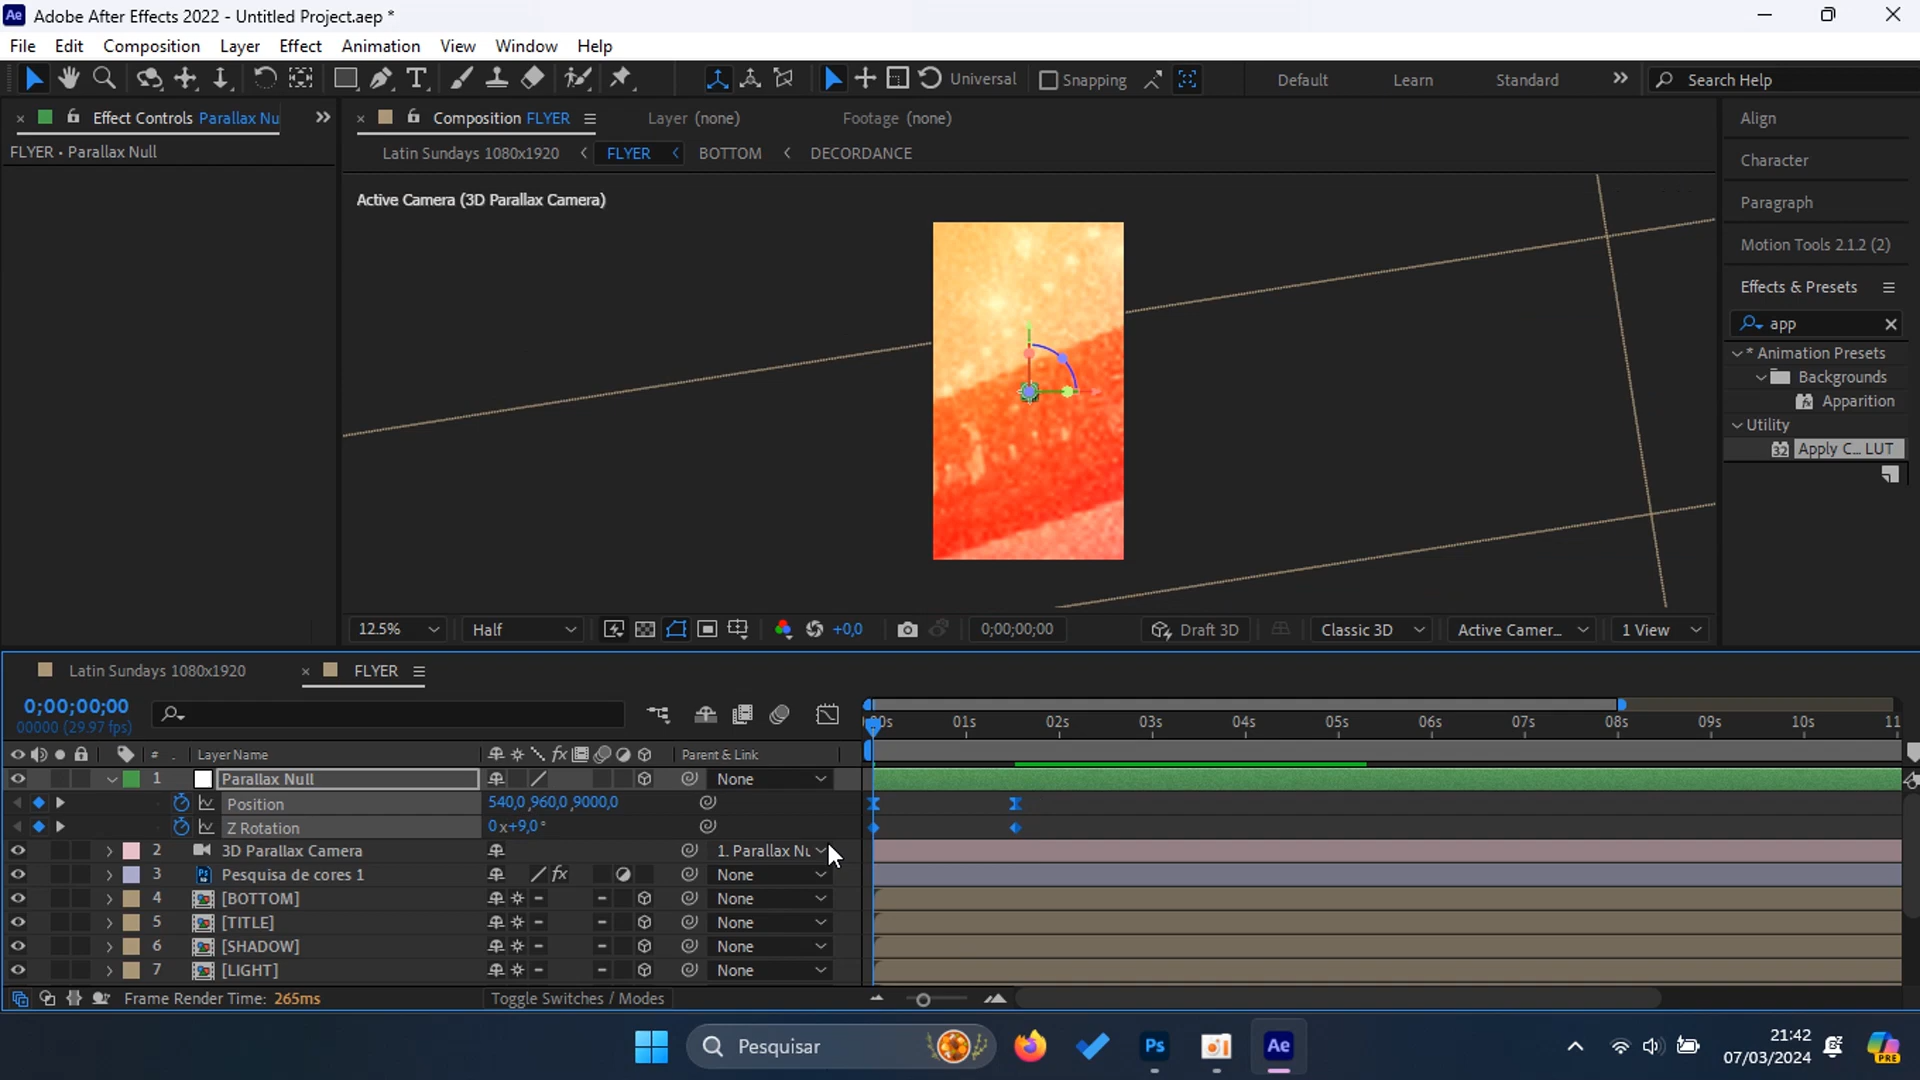 Adobe After Effects 2022 - Untitled Project.aep *
File Edit Composition Layer Effect Animation View Window Help
Universal Snapping Default Learn Standard Search Help
Effect Controls Parallax Nu
Composition FLYER
Layer (none)
Footage (none)
FLYER • Parallax Null
Latin Sundays 1080x1920 FLYER BOTTOM DECORDANCE
Active Camera (3D Parallax Camera)
Align
Character
Paragraph
Motion Tools 2.1.2 (2)
Effects & Presets
app
* Animation Presets
Backgrounds
Apparition
Utility
32 Apply C... LUT
12.5% Half +0,0 0;00;00;00 Draft 3D Classic 3D Active Camer... 1 View
Latin Sundays 1080x1920 FLYER
0;00;00;00
00000 (29.97 fps)
:00s 01s 02s 03s 04s 05s 06s 07s 08s 09s 10s 11
# . Layer Name fx Parent & Link
1 Parallax Null None
Position 540,0,960,0,9000,0
Z Rotation 0x+9,0°
2 3D Parallax Camera 1. Parallax Nu
3 Ps Pesquisa de cores 1 fx None
4 [BOTTOM] None
5 [TITLE] None
6 [SHADOW] None
7 [LIGHT] None
Frame Render Time: 265ms Toggle Switches / Modes
Pesquisar Ps Ae
21:42
07/03/2024
PRE